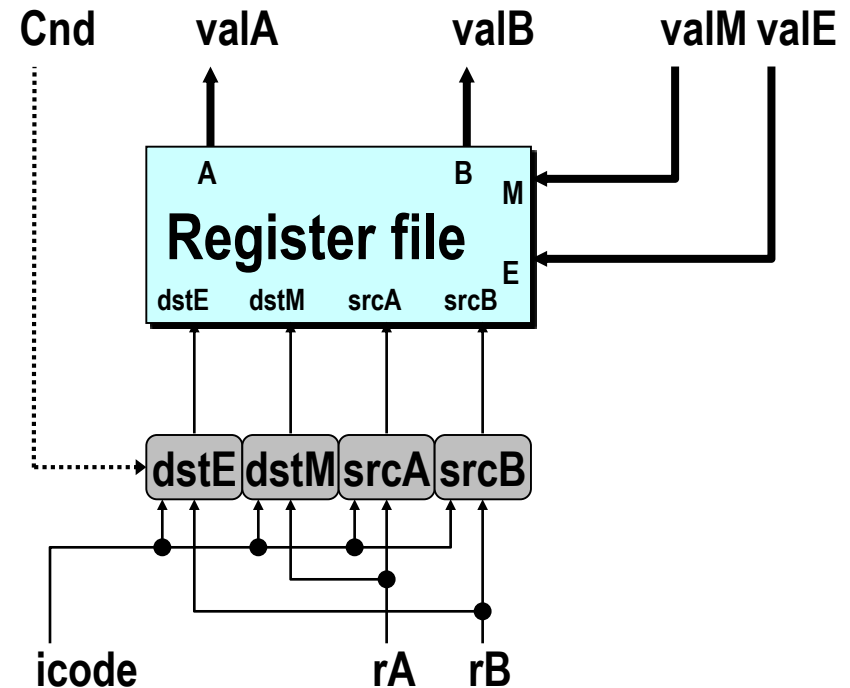 Cnd valA valB valM valE
A B
M
Register file
E
dstE dstM srcA srcB
dstE dstM srcA srcB
icode rA rB